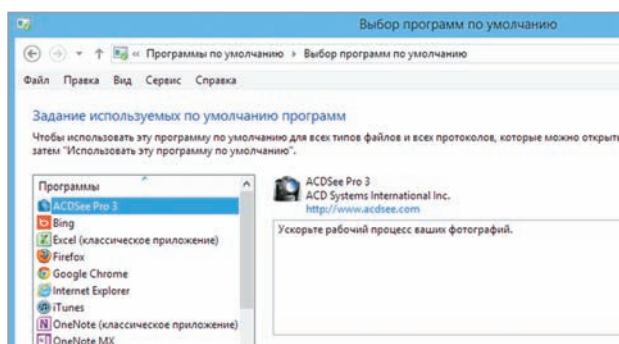 Выбор программ по умолчанию
« Программы по умолчанию › Выбор программ по умолчанию
Файл Правка Вид Сервис Справка
Задание используемых по умолчанию программ
Чтобы использовать эту программу по умолчанию для всех типов файлов и всех протоколов, которые можно открыть
затем "Использовать эту программу по умолчанию".
Программы
ACDSee Pro 3
Bing
Excel (классическое приложение)
Firefox
Google Chrome
Internet Explorer
iTunes
OneNote (классическое приложение)
OneNote MX
ACDSee Pro 3
ACD Systems International Inc.
http://www.acdsee.com
Ускорьте рабочий процесс ваших фотографий.